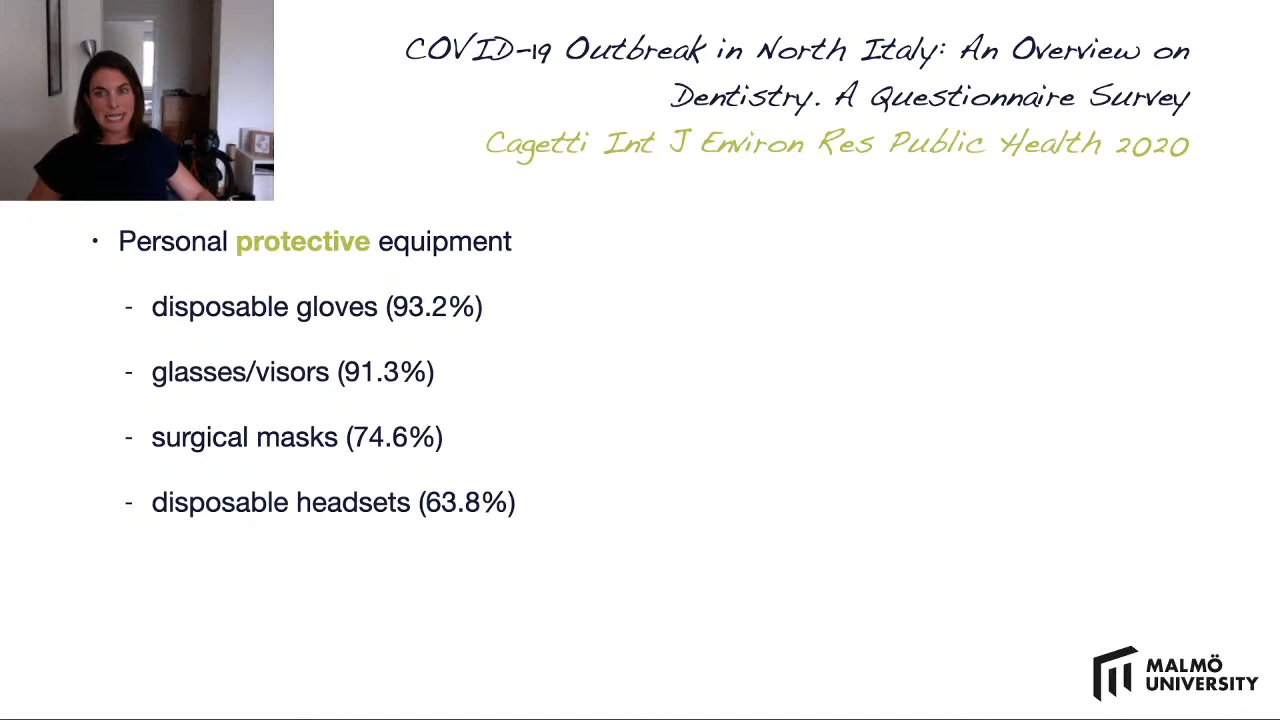 COVID-19 Outbreak in North Italy: An Overview on
Dentistry. A Questionnaire Survey
Cagetti Int J Environ Res Public Health 2020
• Personal protective equipment
- disposable gloves (93.2%)
- glasses/visors (91.3%)
- surgical masks (74.6%)
- disposable headsets (63.8%)
MALMÖ
UNIVERSITY